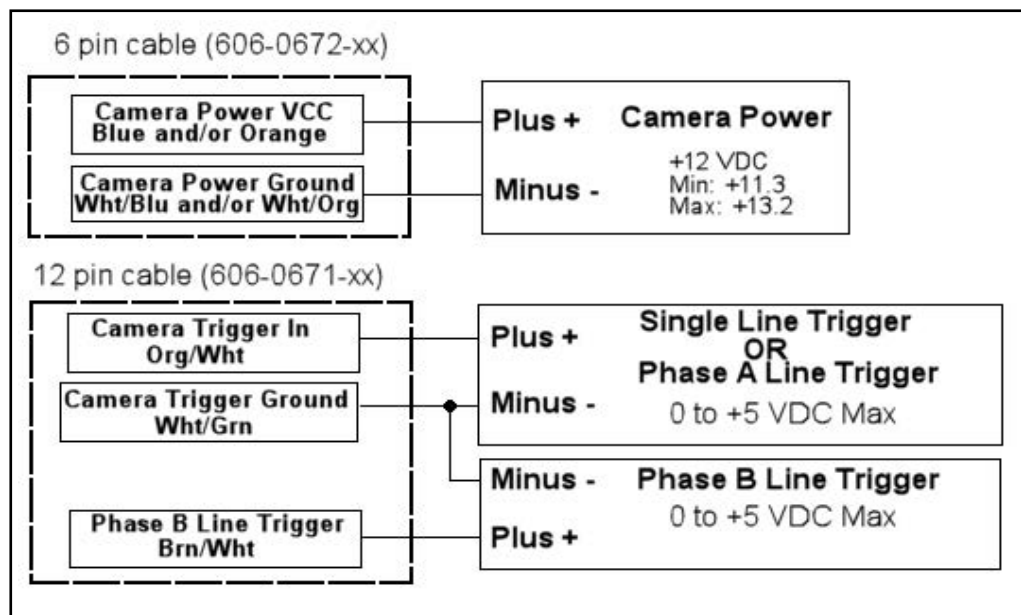 6 pin cable (606-0672-xx)
Camera Power VCC
Blue and/or Orange
Plus + Camera Power
+12 VDC
Camera Power Ground
Wht/Blu and/or Wht/Org
Minus - Min: +11.3
Max: +13.2
12 pin cable (606-0671-xx)
Camera Trigger In
Org/Wht
Plus + Single Line Trigger
OR
Phase A Line Trigger
Camera Trigger Ground
Wht/Grn
Minus - 0 to +5 VDC Max
Minus - Phase B Line Trigger
0 to +5 VDC Max
Phase B Line Trigger
Brn/Wht
Plus +